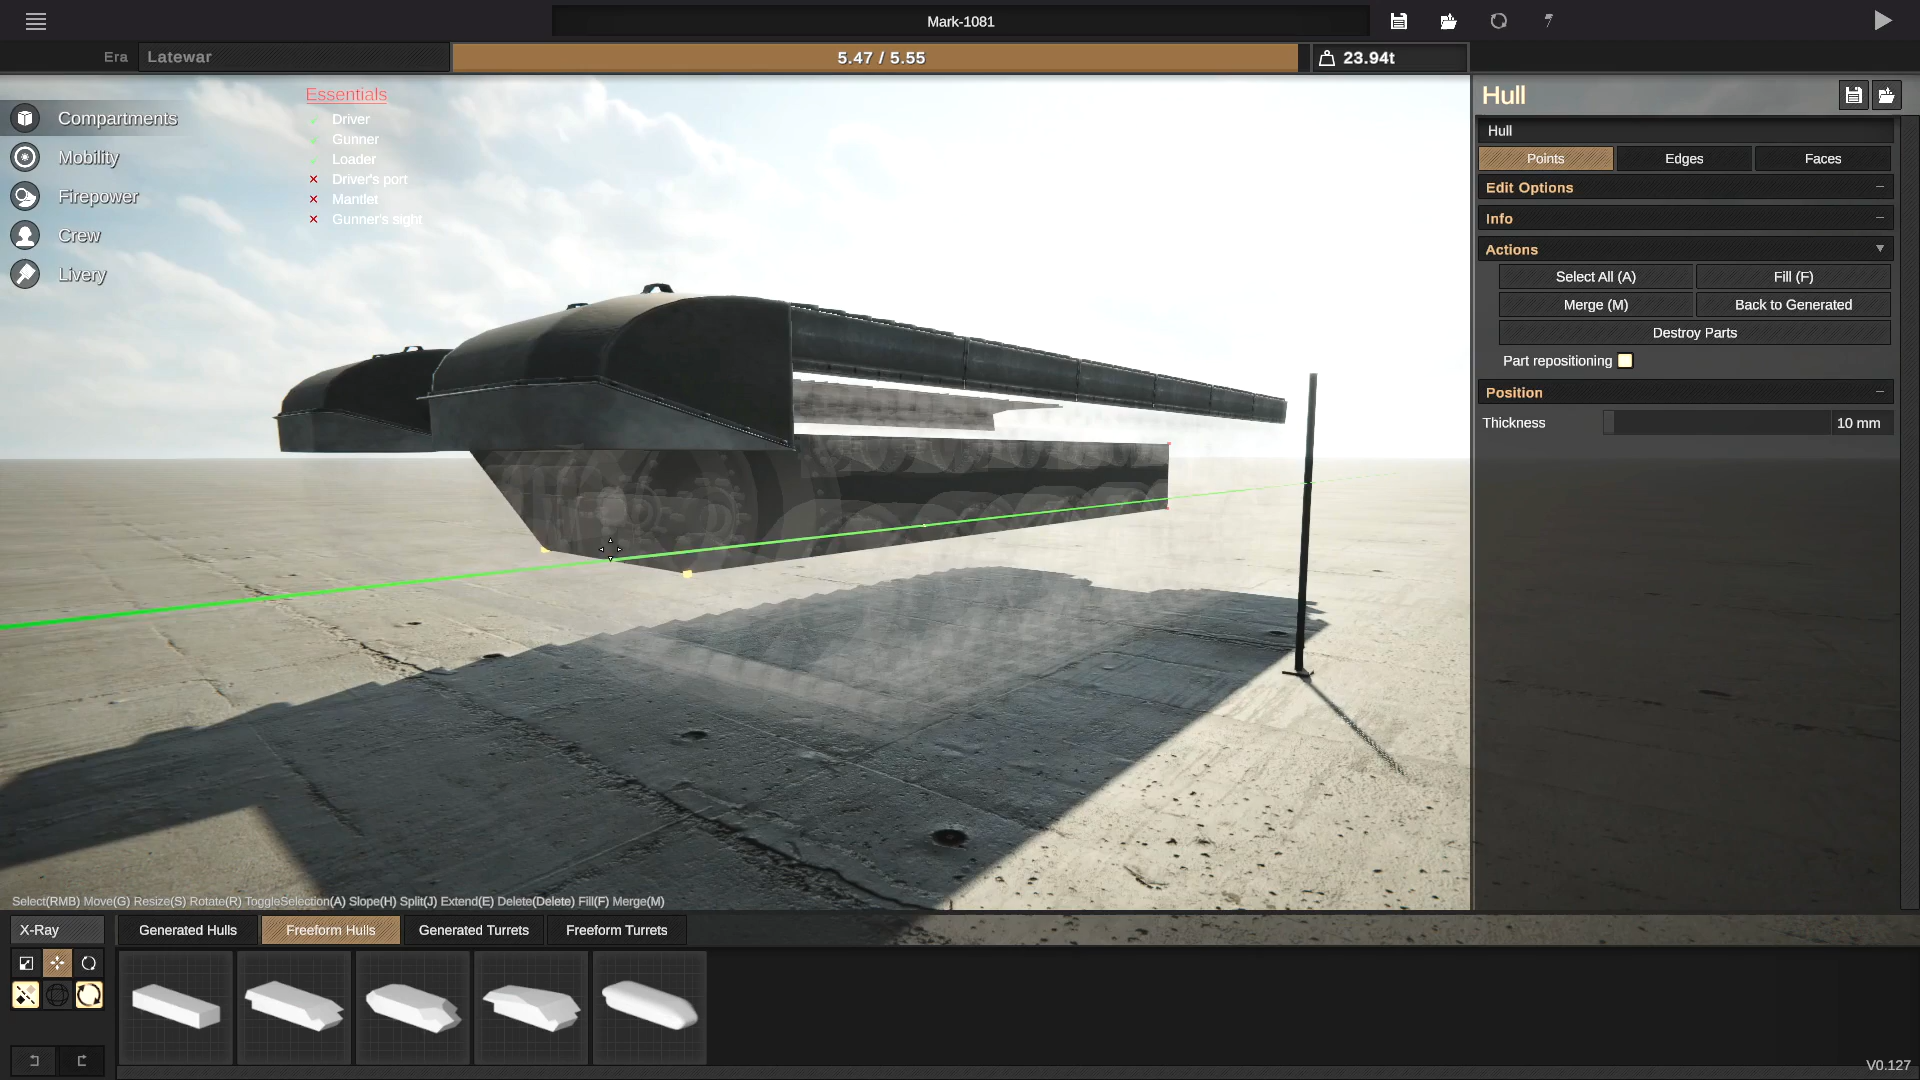 Mark-1081
Era
Latewar
5.47 / 5.55
23.94t
Compartments
Mobility
Firepower
Crew
Livery
Essentials
Driver
Gunner
Loader
Driver's port
Mantlet
Gunner's sight
Hull
Hull
Points
Edges
Faces
Edit Options
Info
Actions
Select All (A)
Fill (F)
Merge (M)
Back to Generated
Destroy Parts
Part repositioning
Position
Thickness
10 mm
Select(RMB) Move(G) Resize(S) Rotate(R) ToggleSelection(A) Slope(H) Split(J) Extend(E) Delete(Delete) Fill(F) Merge(M)
X-Ray
Generated Hulls
Freeform Hulls
Generated Turrets
Freeform Turrets
V0.127